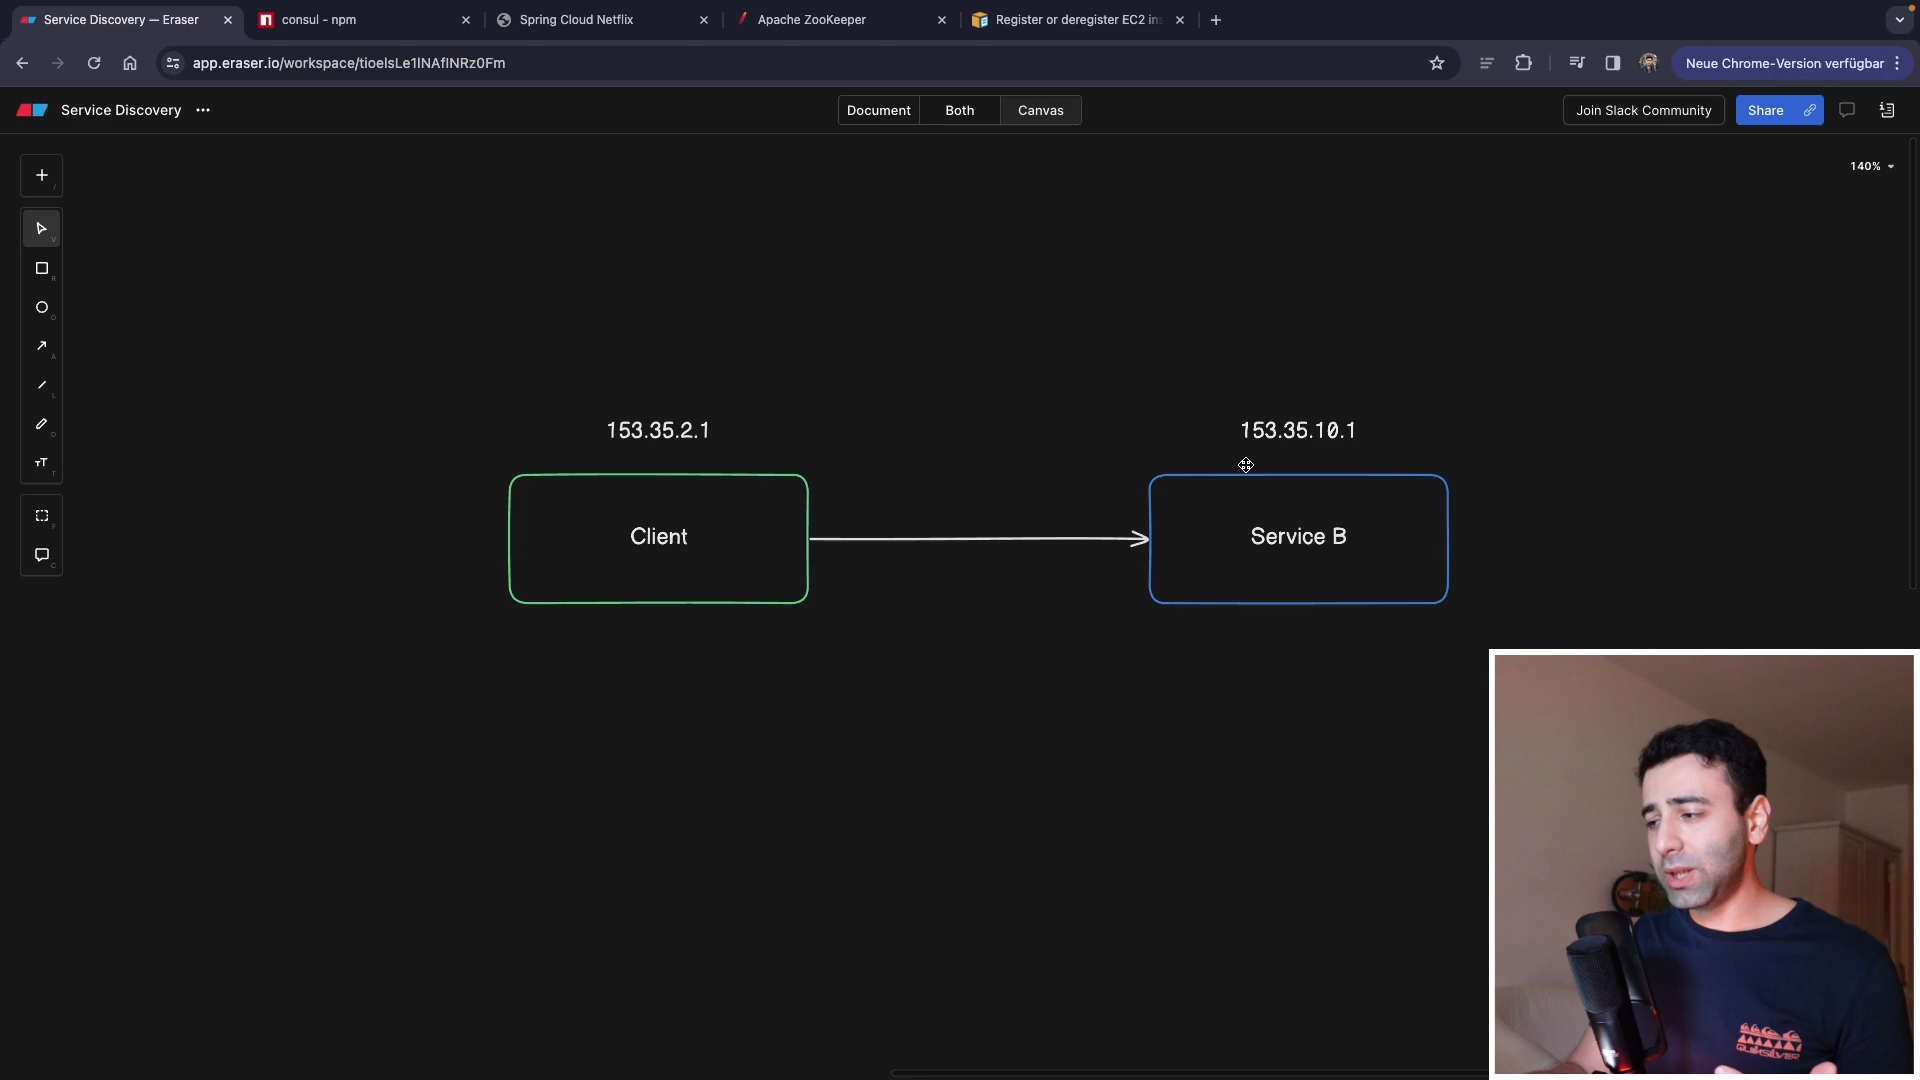 Service Discovery — Eraser
consul - npm
Spring Cloud Netflix
Apache ZooKeeper
Register or deregister EC2 in
app.eraser.io/workspace/tioelsLe1lNAflNRz0Fm
Neue Chrome-Version verfügbar
Service Discovery
Document
Both
Canvas
Join Slack Community
Share
140%
153.35.2.1
153.35.10.1
Client
Service B
V
R
O
A
L
D
T
F
C
QUIKSILVER